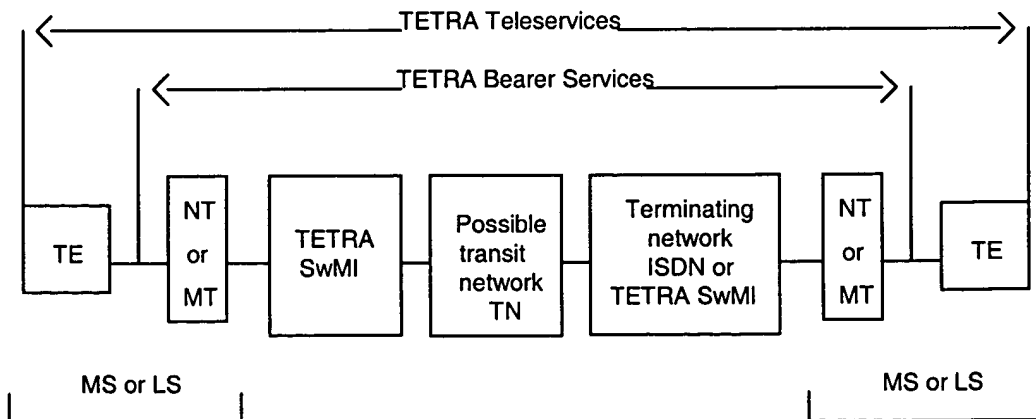 TETRA Teleservices
TETRA Bearer Services
TE
NT
or
MT
TETRA
SwMI
Possible
transit
network
TN
Terminating
network
ISDN or
TETRA SwMI
NT
or
MT
TE
MS or LS
MS or LS